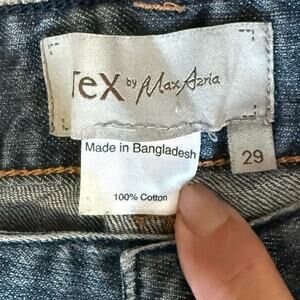 Tex by Max Azria
29
Made in Bangladesh
100% Cotton